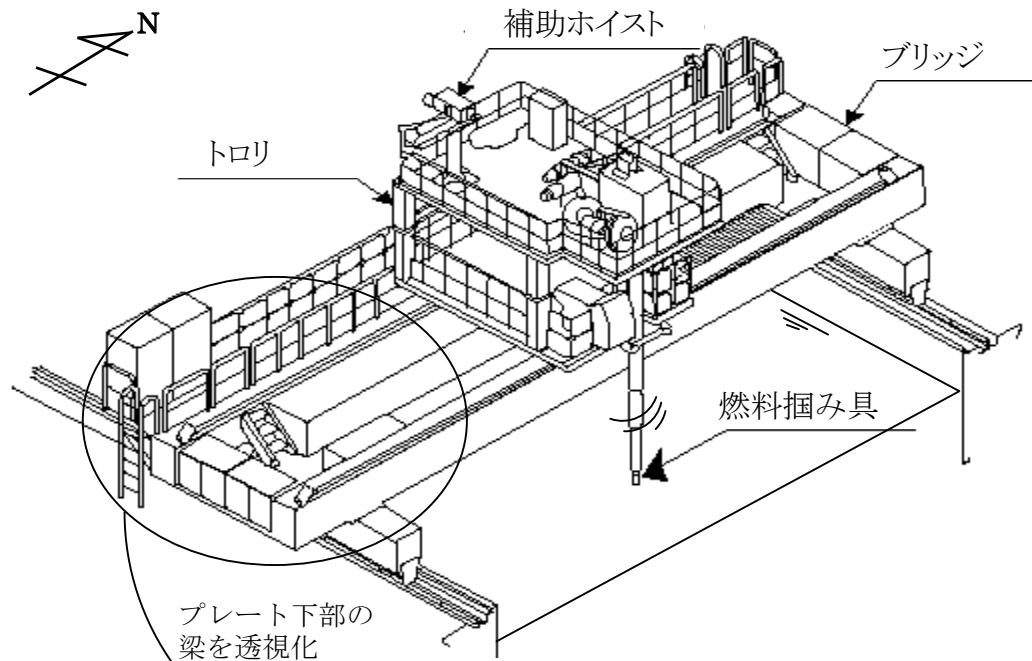 N
補助ホイスト
ブリッジ
トロリ
燃料掴み具
プレート下部の
梁を透視化